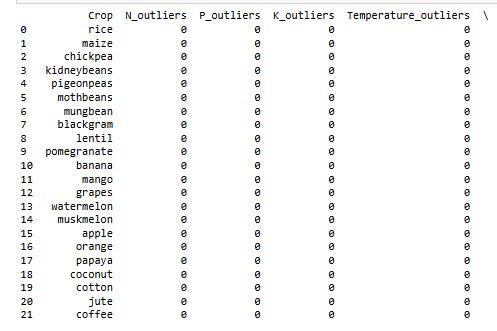 Crop N_outliers P_outliers K_outliers Temperature_outliers \
0 rice 0 0 0 0
1 maize 0 0 0 0
2 chickpea 0 0 0 0
3 kidneybeans 0 0 0 0
4 pigeonpeas 0 0 0 0
5 mothbeans 0 0 0 0
6 mungbean 0 0 0 0
7 blackgram 0 0 0 0
8 lentil 0 0 0 0
9 pomegranate 0 0 0 0
10 banana 0 0 0 0
11 mango 0 0 0 0
12 grapes 0 0 0 0
13 watermelon 0 0 0 0
14 muskmelon 0 0 0 0
15 apple 0 0 0 0
16 orange 0 0 0 0
17 papaya 0 0 0 0
18 coconut 0 0 0 0
19 cotton 0 0 0 0
20 jute 0 0 0 0
21 coffee 0 0 0 0